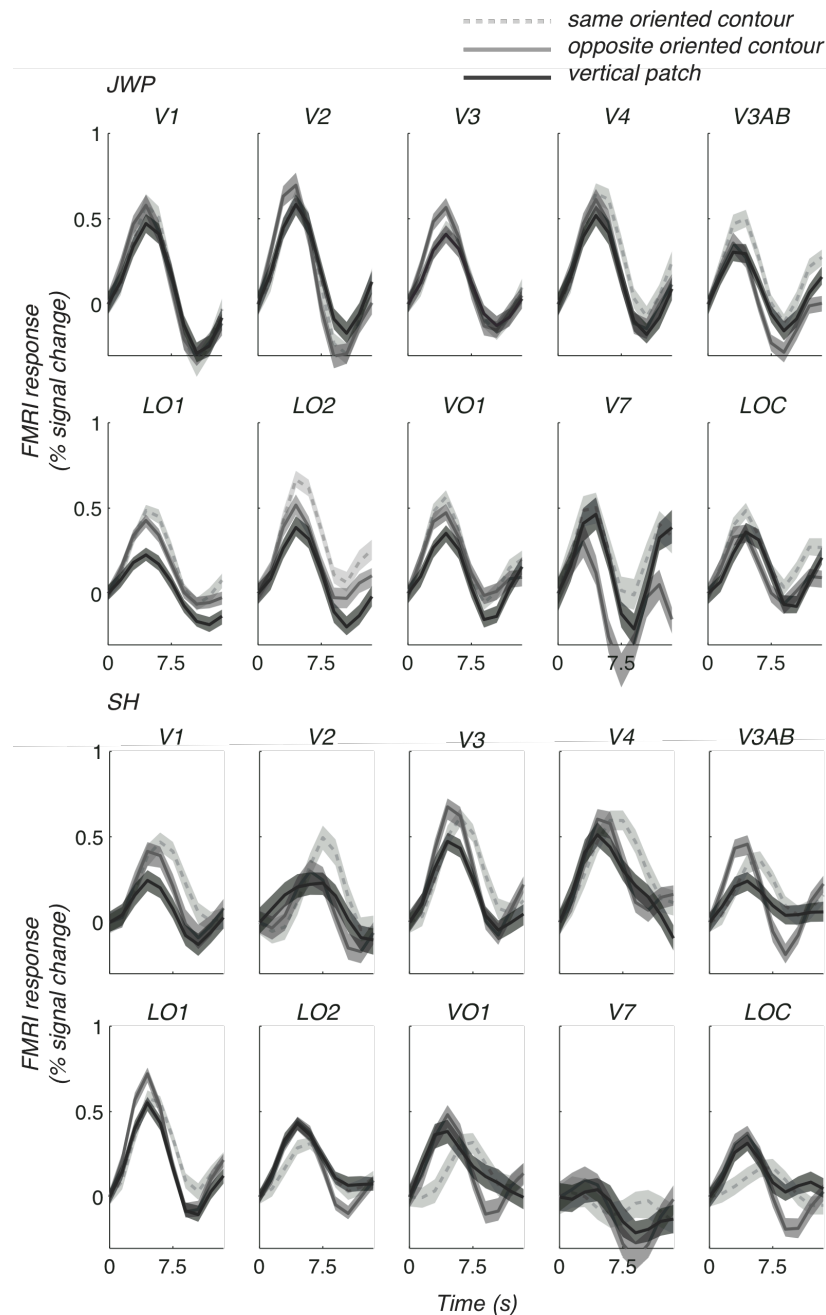 same oriented contour
opposite oriented contour
vertical patch
JWP
V1 V2 V3 V4 V3AB
1
0.5
0
LO1 LO2 VO1 V7 LOC
1
0.5
0
0 7.5 0 7.5 0 7.5 0 7.5 0 7.5
FMRI response
(% signal change)
SH
V1 V2 V3 V4 V3AB
1
0.5
0
LO1 LO2 VO1 V7 LOC
1
0.5
0
0 7.5 0 7.5 0 7.5 0 7.5 0 7.5
FMRI response
(% signal change)
Time (s)